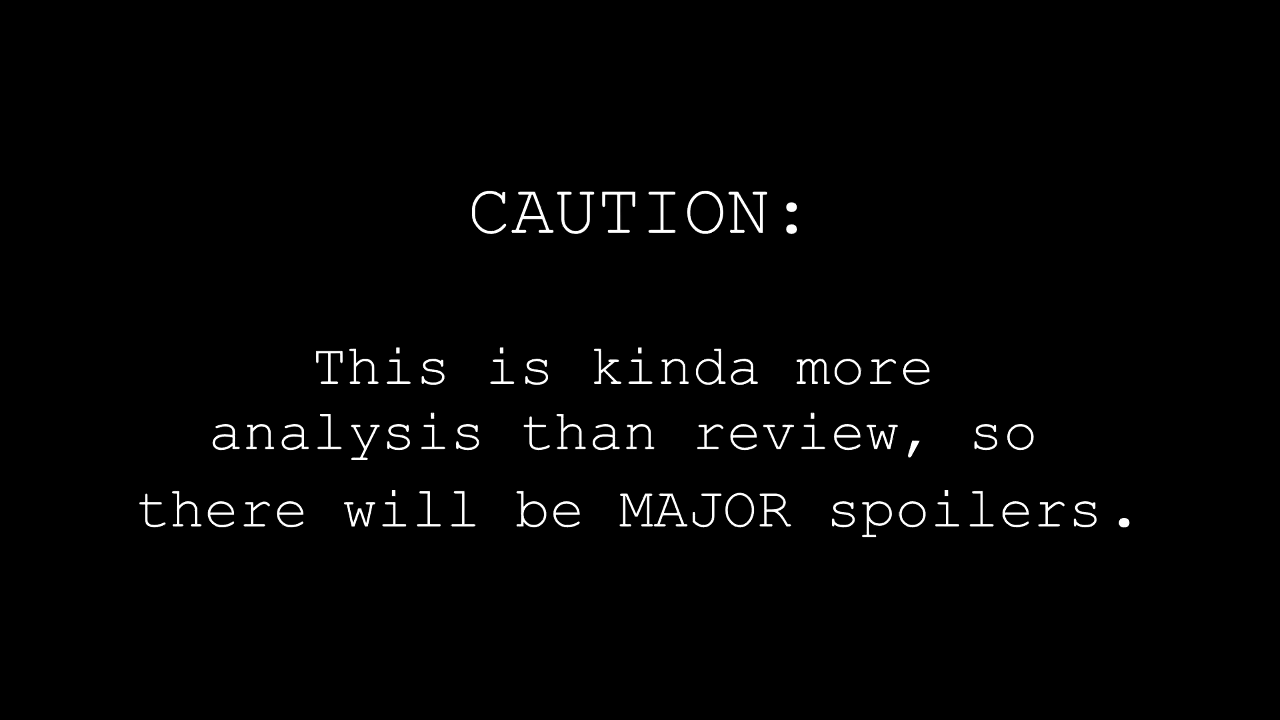 CAUTION:
This is kinda more
analysis than review, so
there will be MAJOR spoilers.